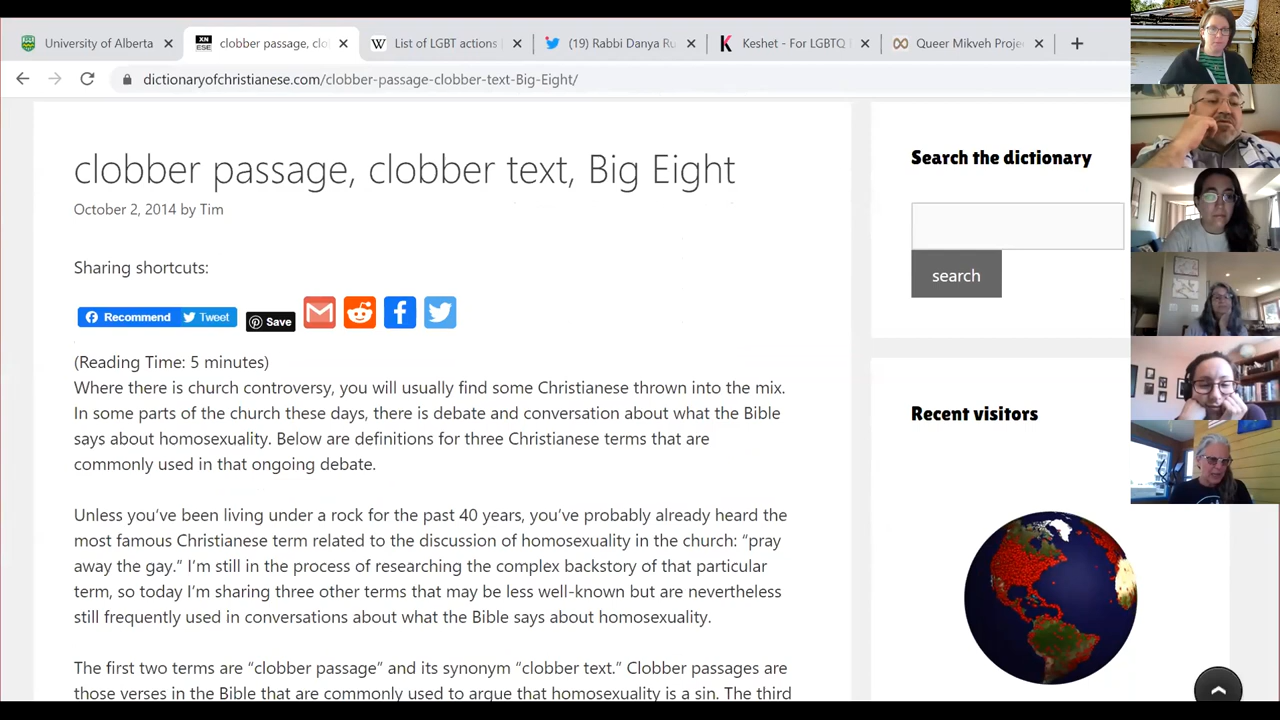 University of Alberta
clobber passage, clo
List of CBT actions
(19) Rabbi Danya Ru
Keshet - For LGBTQ
Queer Mikveh Projec
dictionaryofchristianese.com/clobber-passage-clobber-text-Big-Eight/
clobber passage, clobber text, Big Eight
October 2, 2014 by Tim
Sharing shortcuts:
Recommend
Tweet
Save
(Reading Time: 5 minutes)
Where there is church controversy, you will usually find some Christianese thrown into the mix.
In some parts of the church these days, there is debate and conversation about what the Bible
says about homosexuality. Below are definitions for three Christianese terms that are
commonly used in that ongoing debate.
Unless you’ve been living under a rock for the past 40 years, you’ve probably already heard the
most famous Christianese term related to the discussion of homosexuality in the church: “pray
away the gay.” I’m still in the process of researching the complex backstory of that particular
term, so today I’m sharing three other terms that may be less well-known but are nevertheless
still frequently used in conversations about what the Bible says about homosexuality.
The first two terms are “clobber passage” and its synonym “clobber text.” Clobber passages are
those verses in the Bible that are commonly used to argue that homosexuality is a sin. The third
Search the dictionary
search
Recent visitors